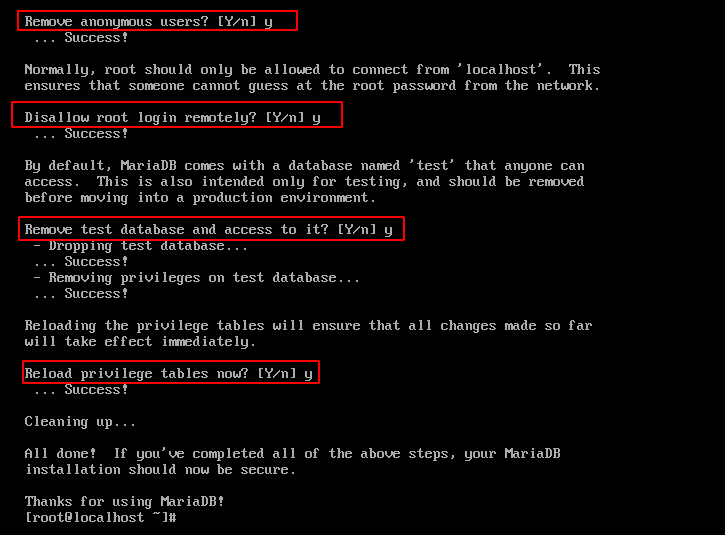 Remove anonymous users? [Y/n] y
 ... Success!
Normally, root should only be allowed to connect from 'localhost'.  This
ensures that someone cannot guess at the root password from the network.
Disallow root login remotely? [Y/n] y
 ... Success!
By default, MariaDB comes with a database named 'test' that anyone can
access.  This is also intended only for testing, and should be removed
before moving into a production environment.
Remove test database and access to it? [Y/n] y
 - Dropping test database...
 ... Success!
 - Removing privileges on test database...
 ... Success!
Reloading the privilege tables will ensure that all changes made so far
will take effect immediately.
Reload privilege tables now? [Y/n] y
 ... Success!
Cleaning up...
All done!  If you've completed all of the above steps, your MariaDB
installation should now be secure.
Thanks for using MariaDB!
[root@localhost ~]#